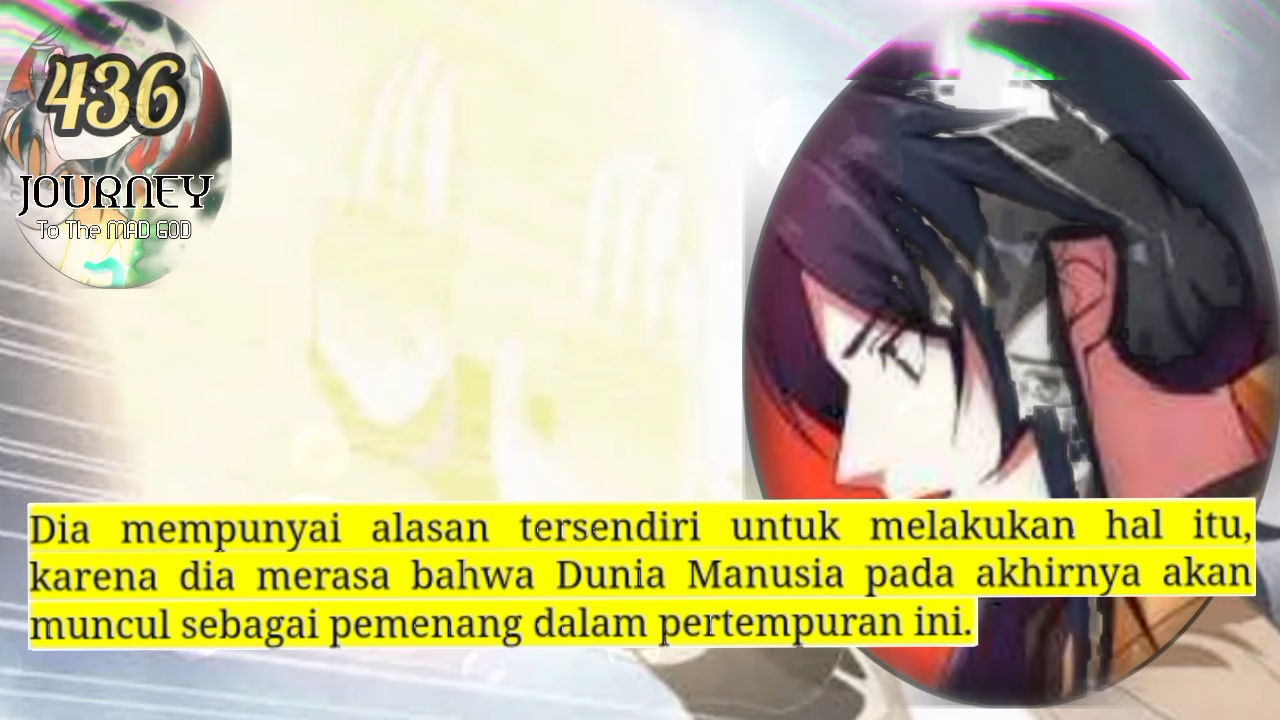 436
JOURNEY
To The MAD GOD
Dia mempunyai alasan tersendiri untuk melakukan hal itu,
karena dia merasa bahwa Dunia Manusia pada akhirnya akan
muncul sebagai pemenang dalam pertempuran ini.